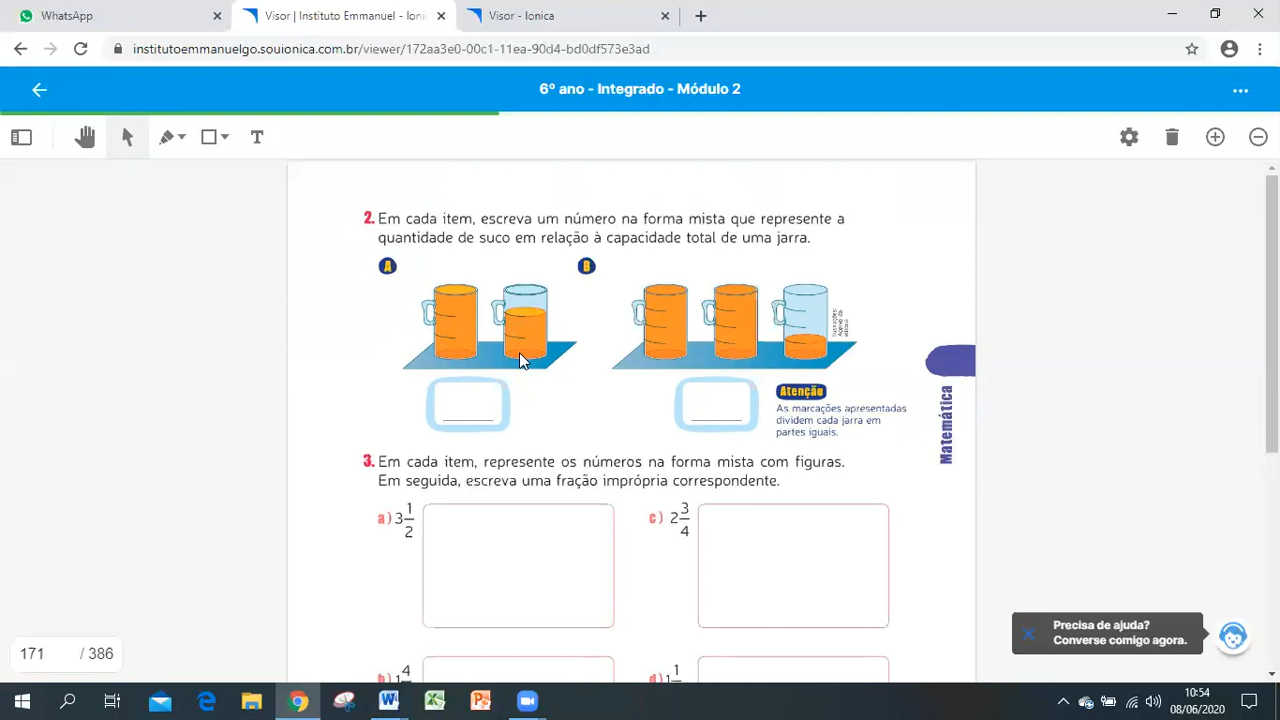 WhatsApp
Visor | Instituto Emmanuel - Ioni
Visor - Ionica
institutoemmanuelgo.souionica.com.br/viewer/172aa3e0-00c1-11ea-90d4-bd0df573e3ad
6º ano - Integrado - Módulo 2
T
2. Em cada item, escreva um número na forma mista que represente a
quantidade de suco em relação à capacidade total de uma jarra.
A
B
Atenção
As marcações apresentadas
dividem cada jarra em
partes iguais.
Matemática
3. Em cada item, represente os números na forma mista com figuras.
Em seguida, escreva uma fração imprópria correspondente.
a) 3 1/2
c) 2 3/4
b) 1 4
d) 1 1
Precisa de ajuda?
Converse comigo agora.
171 / 386
10:54
08/06/2020